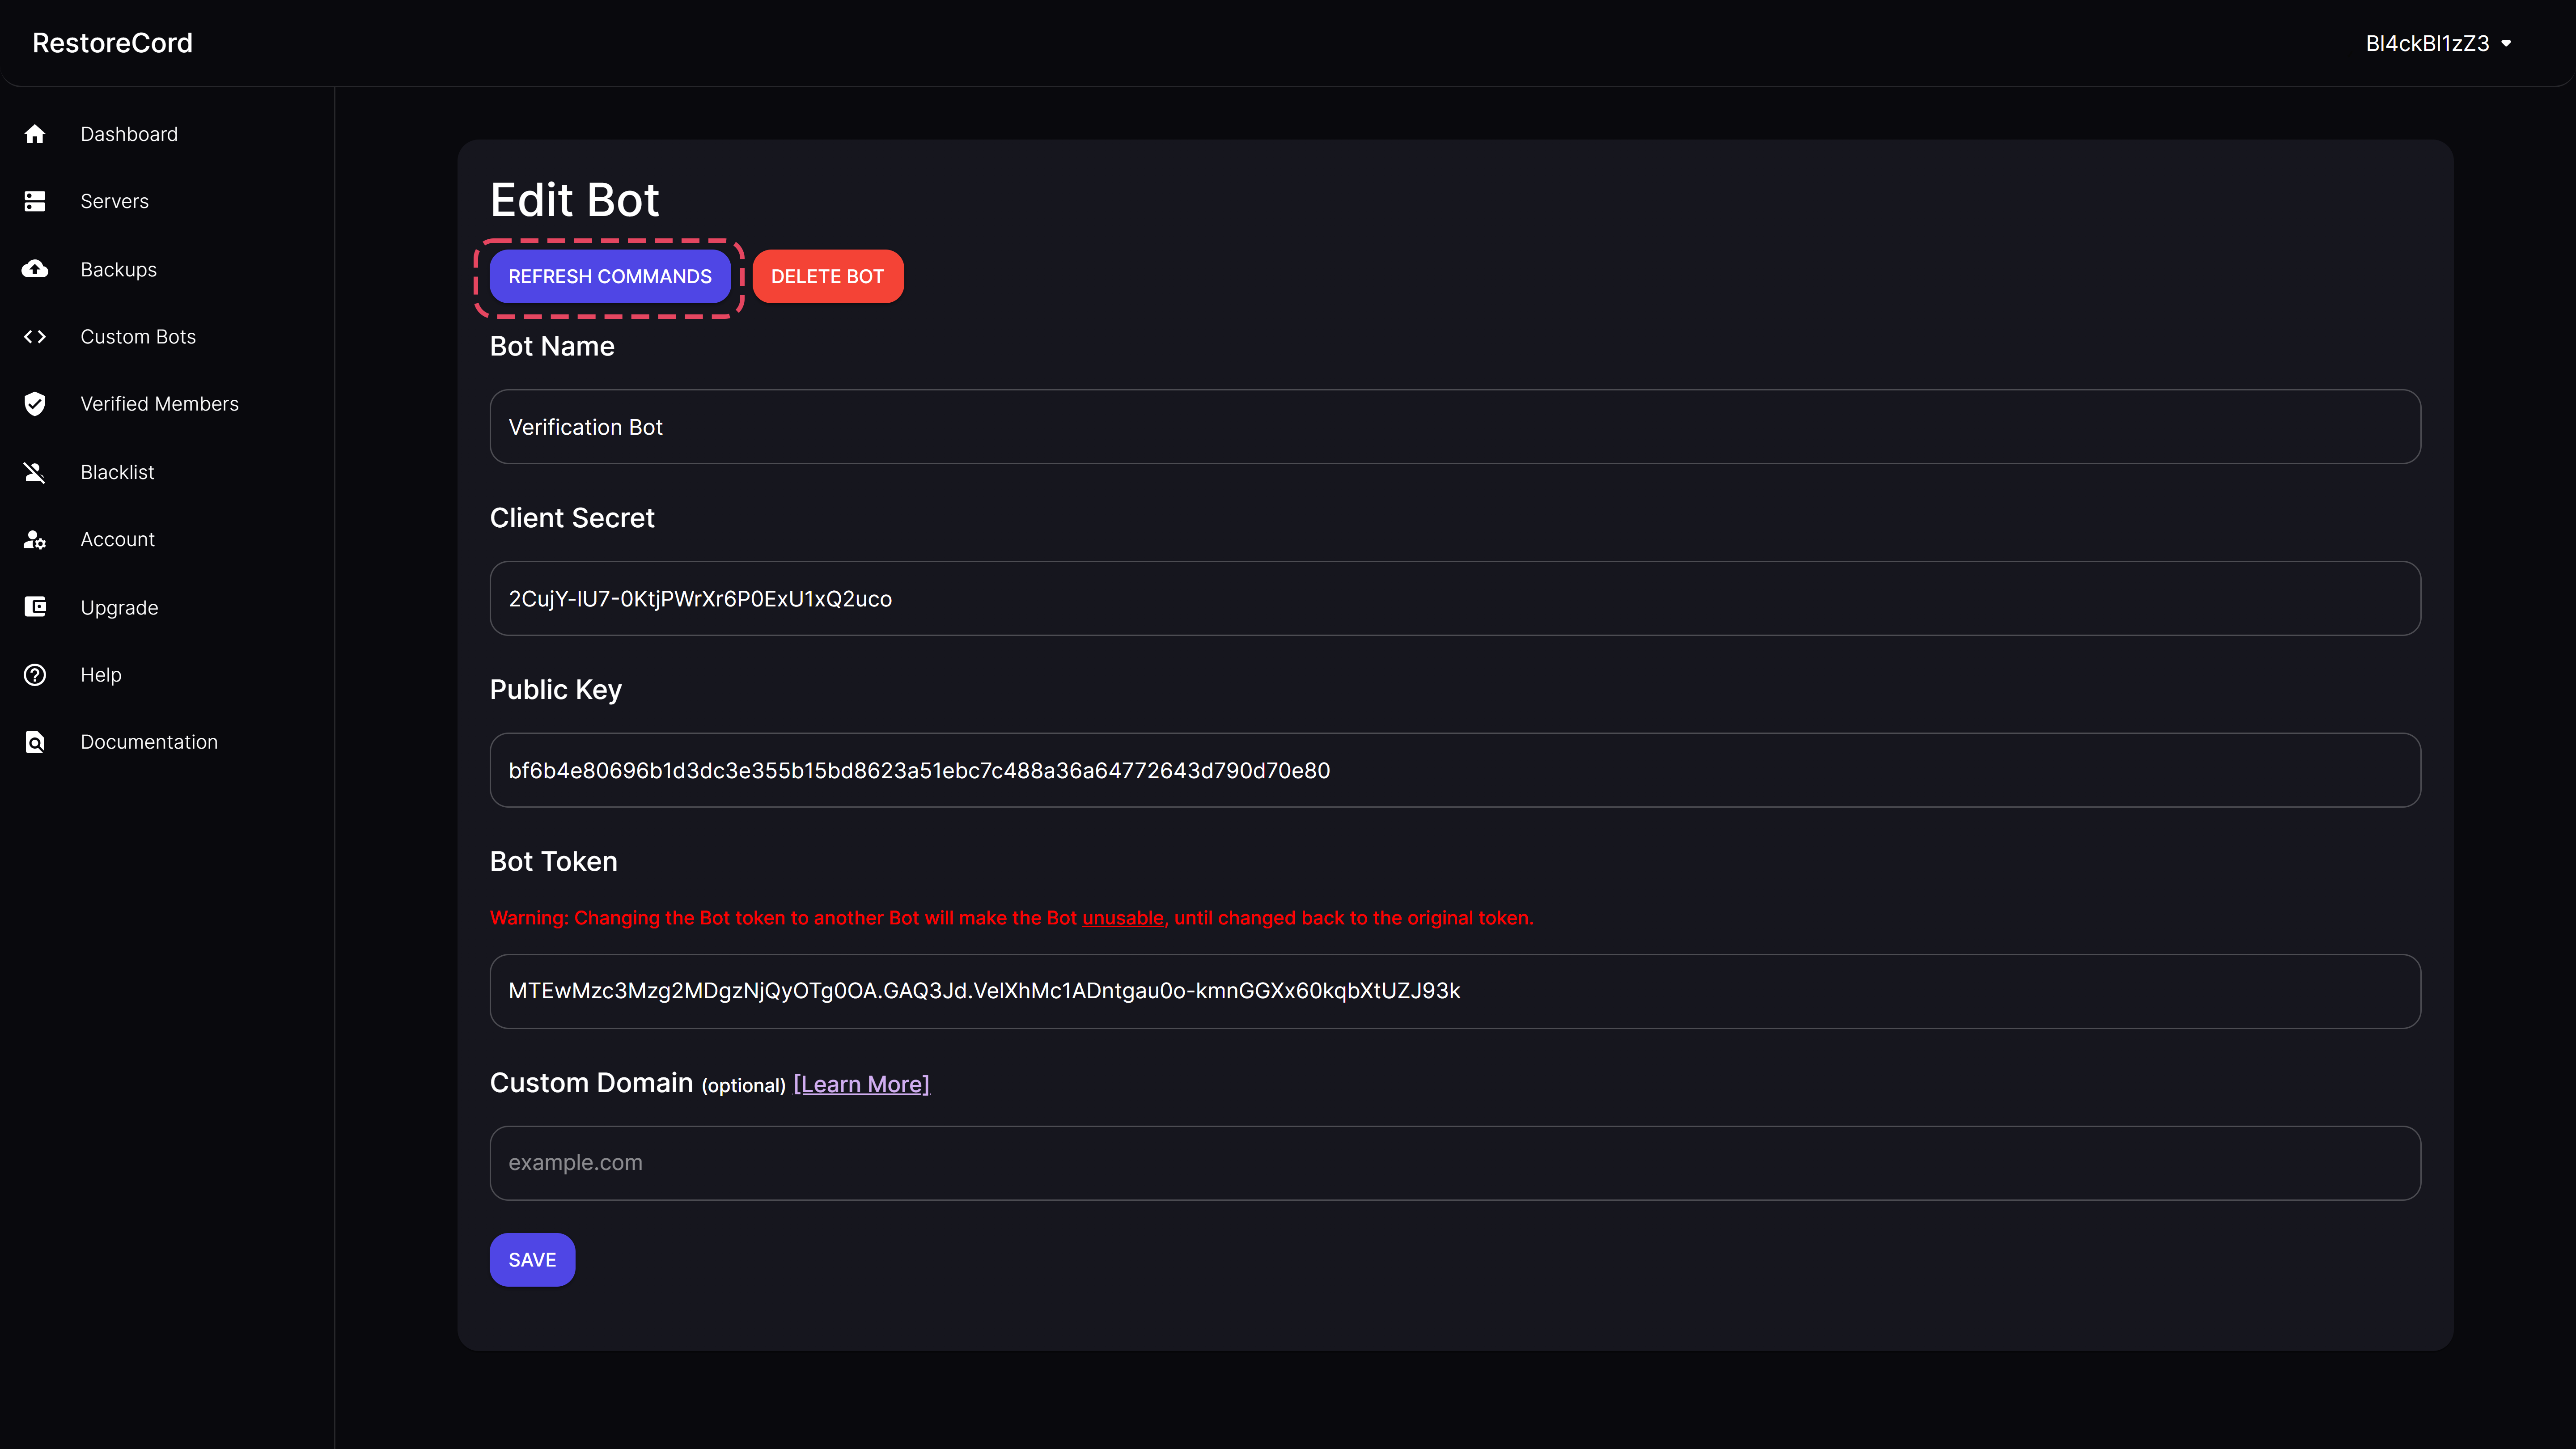 RestoreCord
Bl4ckBl1zZ3
Dashboard
Servers
Backups
Custom Bots
Verified Members
Blacklist
Account
Upgrade
Help
Documentation
Edit Bot
REFRESH COMMANDS
DELETE BOT
Bot Name
Verification Bot
Client Secret
2CujY-lU7-0KtjPWrXr6P0ExU1xQ2uco
Public Key
bf6b4e80696b1d3dc3e355b15bd8623a51ebc7c488a36a64772643d790d70e80
Bot Token
Warning: Changing the Bot token to another Bot will make the Bot unusable, until changed back to the original token.
MTEwMzc3Mzg2MDgzNjQyOTg0OA.GAQ3Jd.VelXhMc1ADntgau0o-kmnGGXx60kqbXtUZJ93k
Custom Domain (optional) [Learn More]
example.com
SAVE